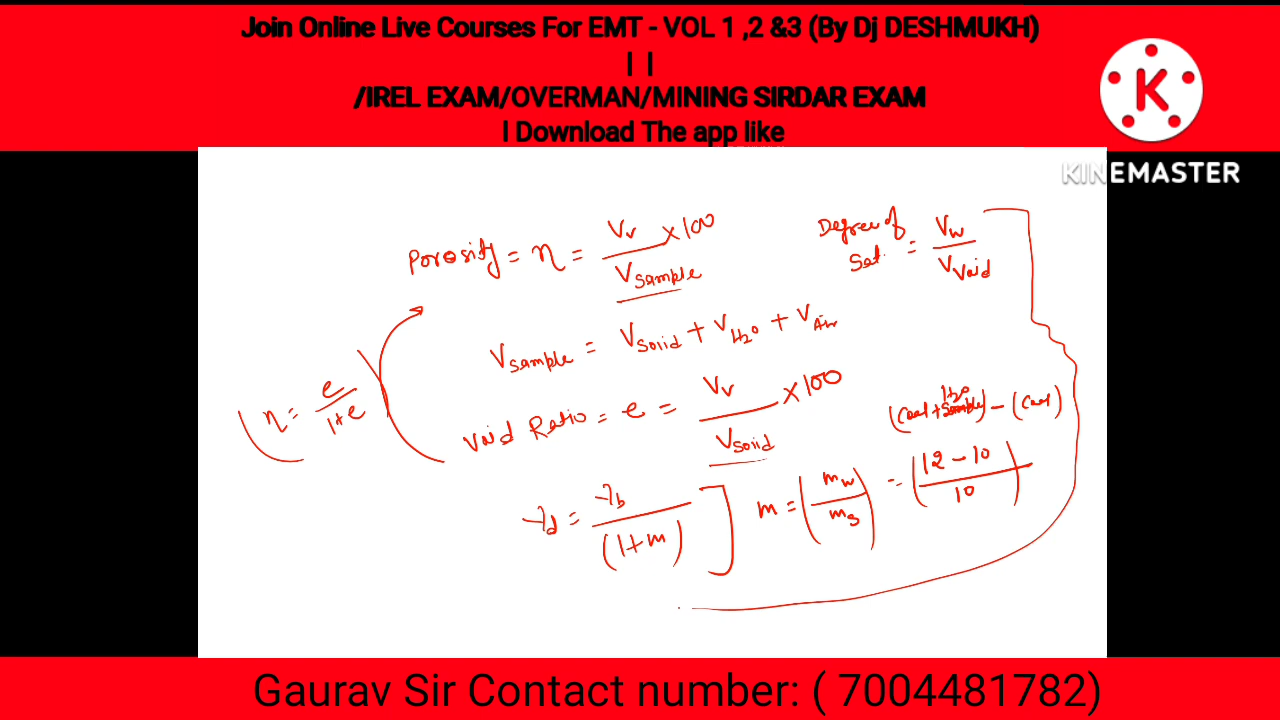 Join Online Live Courses For EMT - VOL 1 ,2 &3 (By Dj DESHMUKH)
| |
/IREL EXAM/OVERMAN/MINING SIRDAR EXAM
l Download The app like
K
KINEMASTER
Porosity = η = Vv / Vsample ×100
Degree of Sat. = Vw / Vvoid
Vsample = Vsolid + VH2O + VAir
η = e / 1+e
Void Ratio = e = Vv / Vsolid ×100
H2O
(Coal + Sample) - (Coal)
γd = γb / (1+m) ]
m = (mw / ms) = (12 - 10 / 10)
Gaurav Sir Contact number: ( 7004481782)